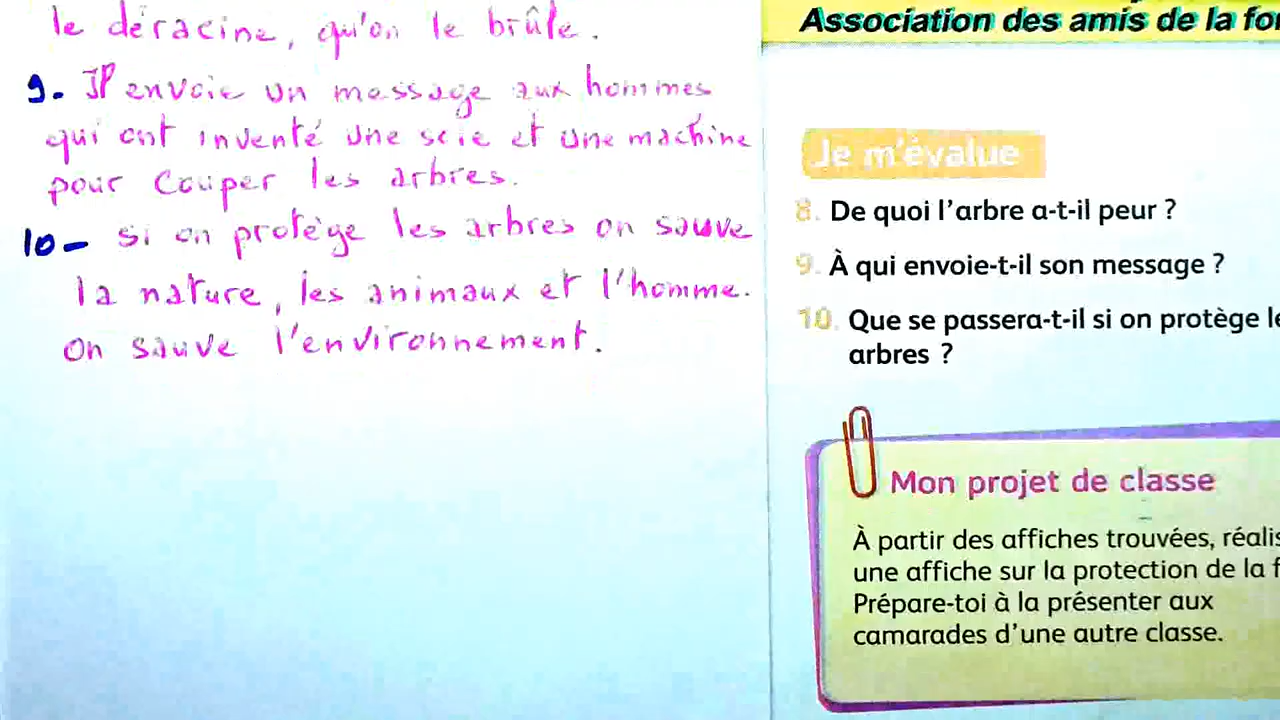 le déracine, qu'on le brûle.
9. Il envoie un message aux hommes
qui ont inventé une scie et une machine
pour couper les arbres.
10- si on protège les arbres on sauve
la nature, les animaux et l'homme.
On sauve l'environnement.
Association des amis de la
Je m'évalue
8. De quoi l'arbre a-t-il peur ?
9. À qui envoie-t-il son message ?
10. Que se passera-t-il si on protège
arbres ?
Mon projet de classe
À partir des affiches trouvées,
une affiche sur la protection de la
Prépare-toi à la présenter aux
camarades d'une autre classe.